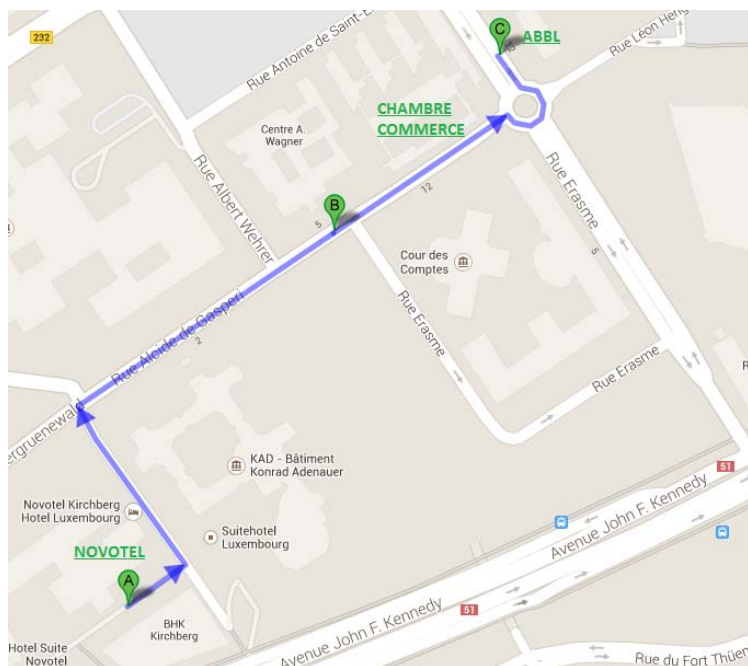 232
Rue Antoine de Saint-E
C
ABBL
Rue Léon Heng
CHAMBRE
COMMERCE
Centre A.
Wagner
Rue Albert Wehrer
B
5
12
Rue Erasme
Cour des
Comptes
5
Rue Alcide de Gasperi
2
Rue Erasme
Rue Erasme
ergruenewald
KAD - Bâtiment
Konrad Adenauer
51
Novotel Kirchberg
Hotel Luxembourg
Suitehotel
Luxembourg
Avenue John F. Kennedy
NOVOTEL
A
51
BHK
Kirchberg
Hotel Suite
Novotel
Avenue John F. Kennedy
Rue du Fort Thüen